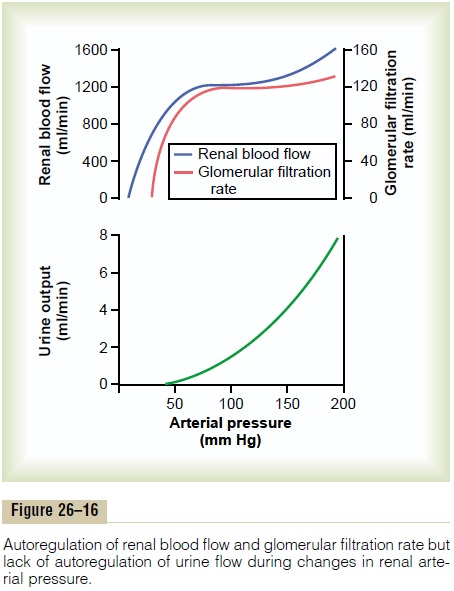 1600
1200
800
400
0
Renal blood flow
(ml/min)
160
120
80
40
0
Glomerular filtration
rate (ml/min)
Renal blood flow
Glomerular filtration
rate
8
6
4
2
0
Urine output
(ml/min)
50 100 150 200
Arterial pressure
(mm Hg)
Figure 26–16
Autoregulation of renal blood flow and glomerular filtration rate but
lack of autoregulation of urine flow during changes in renal arte-
rial pressure.